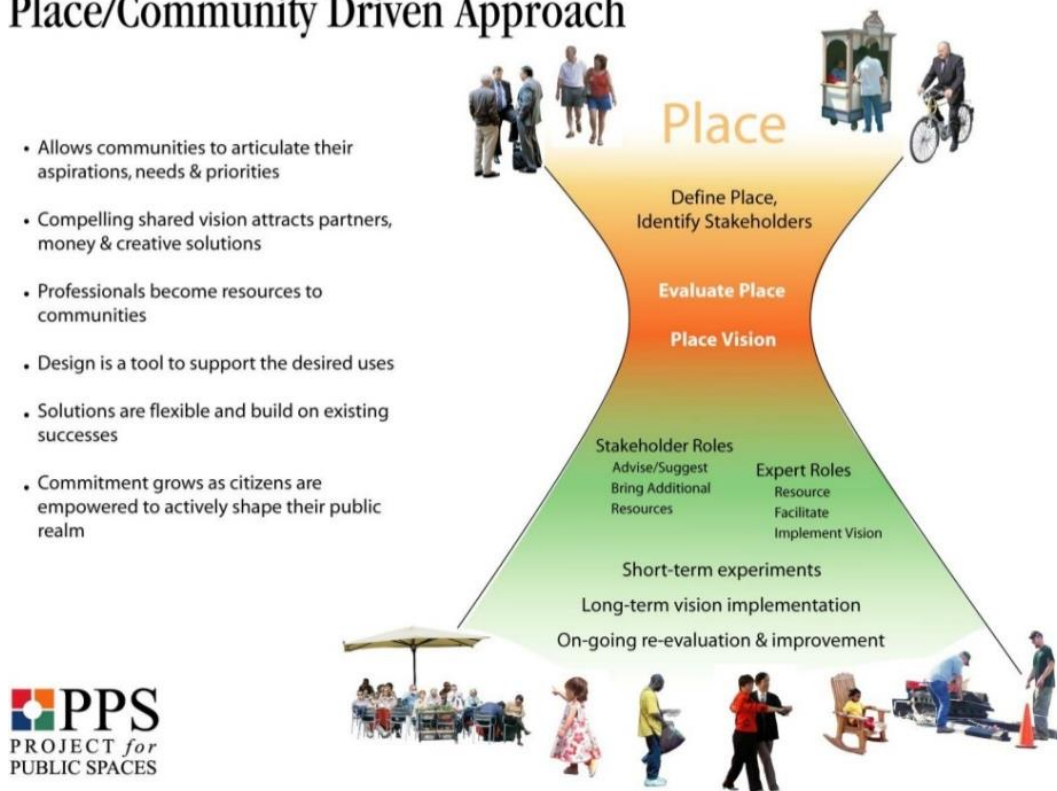 Place/Community Driven Approach
• Allows communities to articulate their
aspirations, needs & priorities
• Compelling shared vision attracts partners,
money & creative solutions
• Professionals become resources to
communities
• Design is a tool to support the desired uses
• Solutions are flexible and build on existing
successes
• Commitment grows as citizens are
empowered to actively shape their public
realm
Place
Define Place,
Identify Stakeholders
Evaluate Place
Place Vision
Stakeholder Roles
Advise/Suggest
Bring Additional
Resources
Expert Roles
Resource
Facilitate
Implement Vision
Short-term experiments
Long-term vision implementation
On-going re-evaluation & improvement
PPS
PROJECT for
PUBLIC SPACES